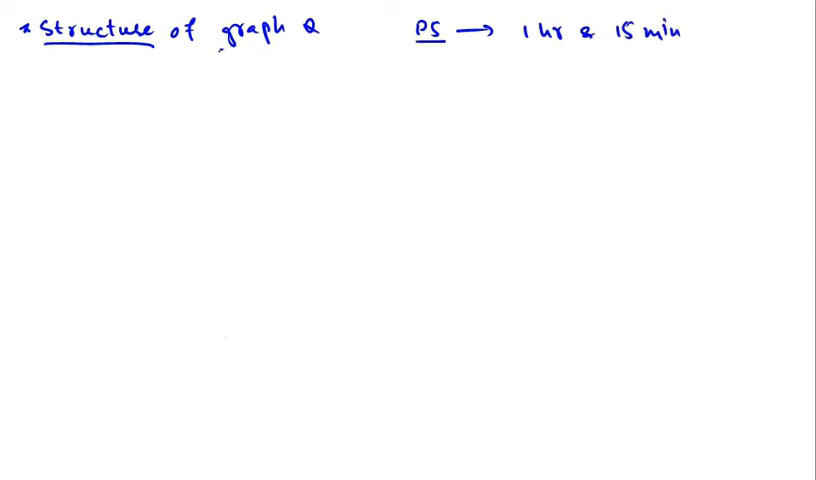 * Structure of graph Q
PS → 1 hr & 15 min